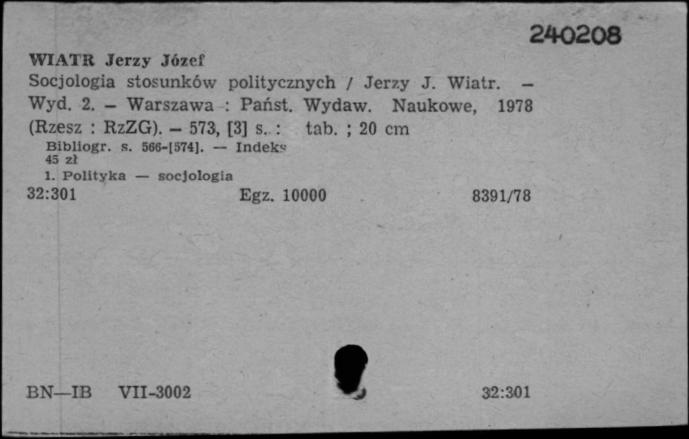 240208
WIATR Jerzy Józef
Socjologia stosunków politycznych / Jerzy J. Wiatr. —
Wyd. 2. — Warszawa : Państ. Wydaw. Naukowe, 1978
(Rzesz : RzZG). — 573, [3] s. : tab. ; 20 cm
Bibliogr. s. 566-[574]. — Indeks
45 zł
1. Polityka — socjologia
32:301 Egz. 10000 8391/78
BN—IB VII-3002 32:301